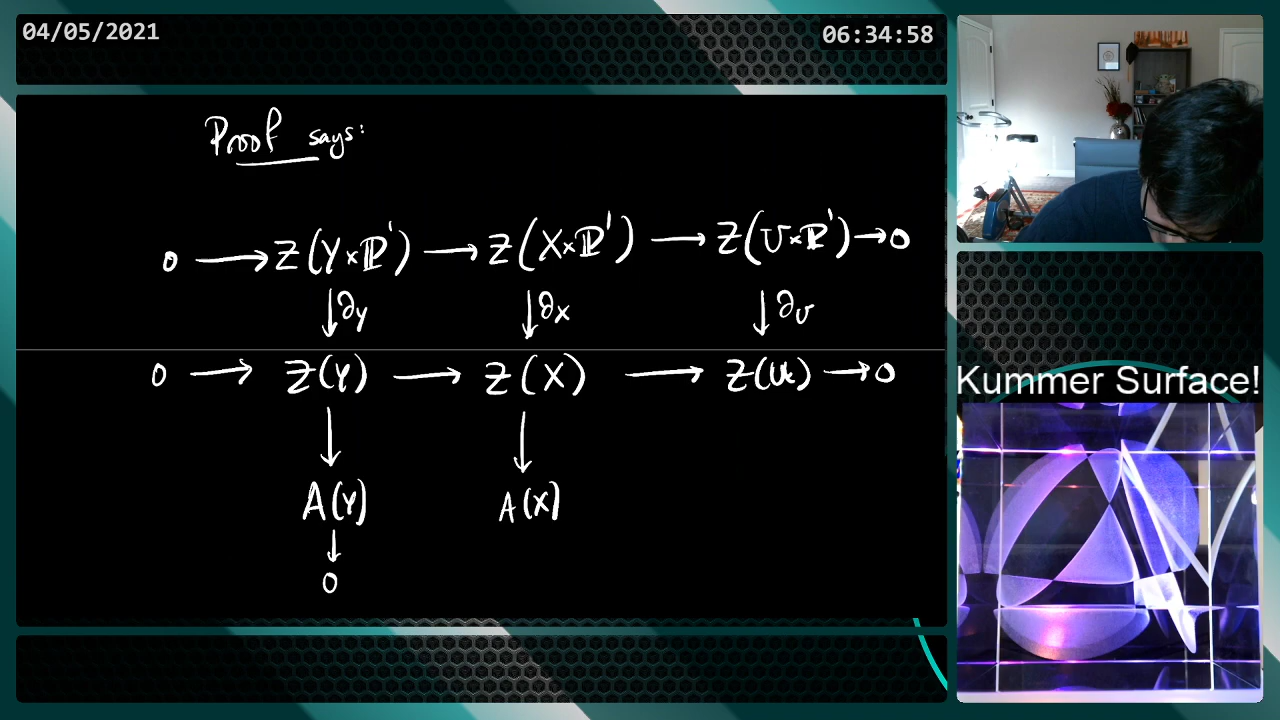 04/05/2021
06:34:58
Proof says:
0 → Z(Y×ℙ¹) → Z(X×ℙ¹) → Z(U×ℙ¹) → 0
↓∂Y ↓∂X ↓∂U
0 → Z(Y) → Z(X) → Z(U) → 0
↓ ↓
A(Y) A(X)
↓
0
Kummer Surface!